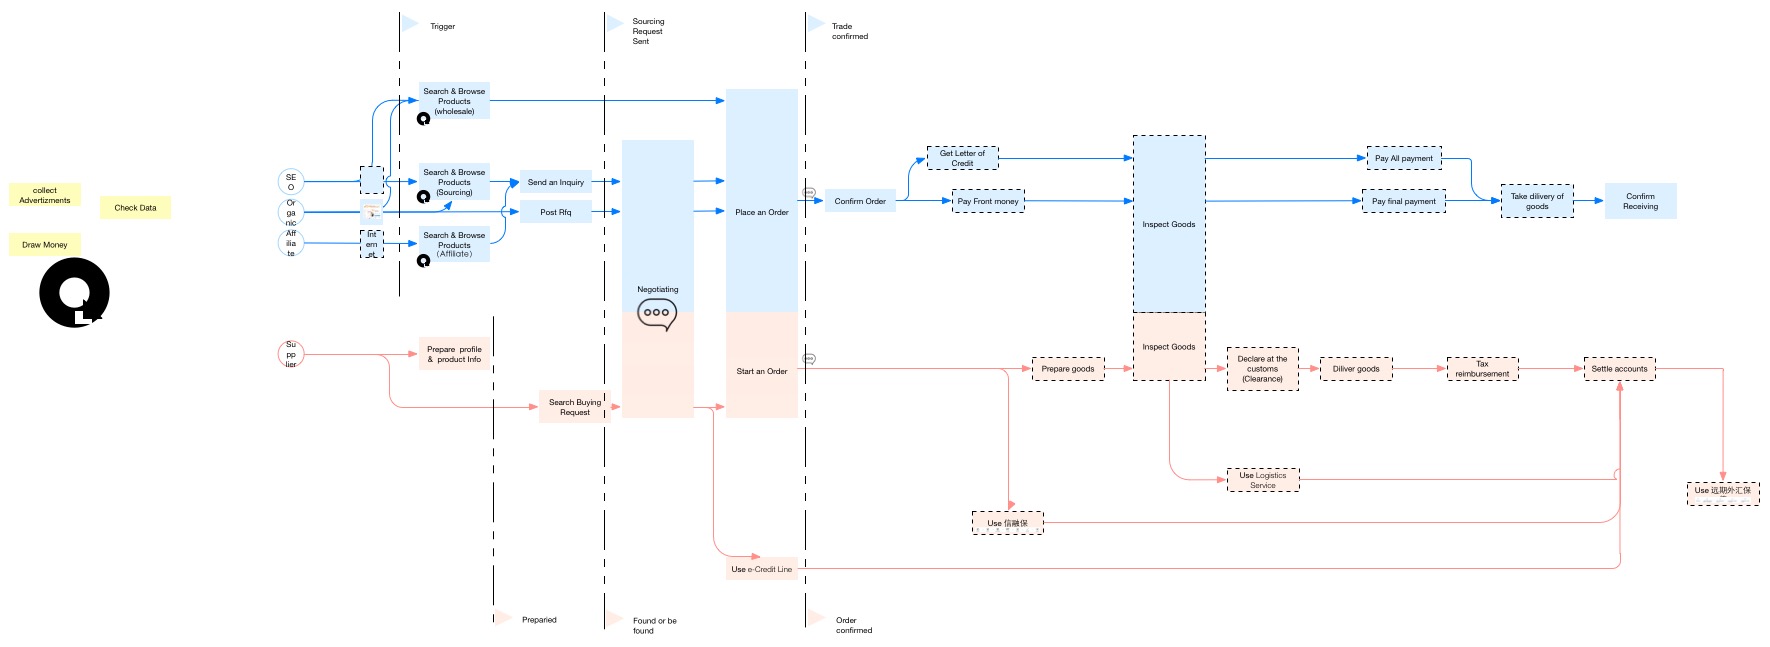 Trigger
Sourcing
Request
Sent
Trade
confirmed
Search & Browse
Products
(wholesale)
Get Letter of
Credit
Pay All payment
SE
O
Search & Browse
Products
(Sourcing)
Send an Inquiry
collect
Advertizments
Check Data
Confirm Order
Pay Front money
Pay final payment
Take dilivery of
goods
Confirm
Receiving
Or
ga
nic
Post Rfq
Place an Order
Inspect Goods
Draw Money
Aff
ilia
te
Int
ern
et
Search & Browse
Products
(Affiliate)
Negotiating
Su
pp
lier
Prepare profile
& product Info
Start an Order
Inspect Goods
Prepare goods
Declare at the
customs
(Clearance)
Diliver goods
Tax
reimbursement
Settle accounts
Search Buying
Request
Use Logistics
Service
Use 远期外汇保
Use 信融保
Use e-Credit Line
Preparied
Found or be
found
Order
confirmed